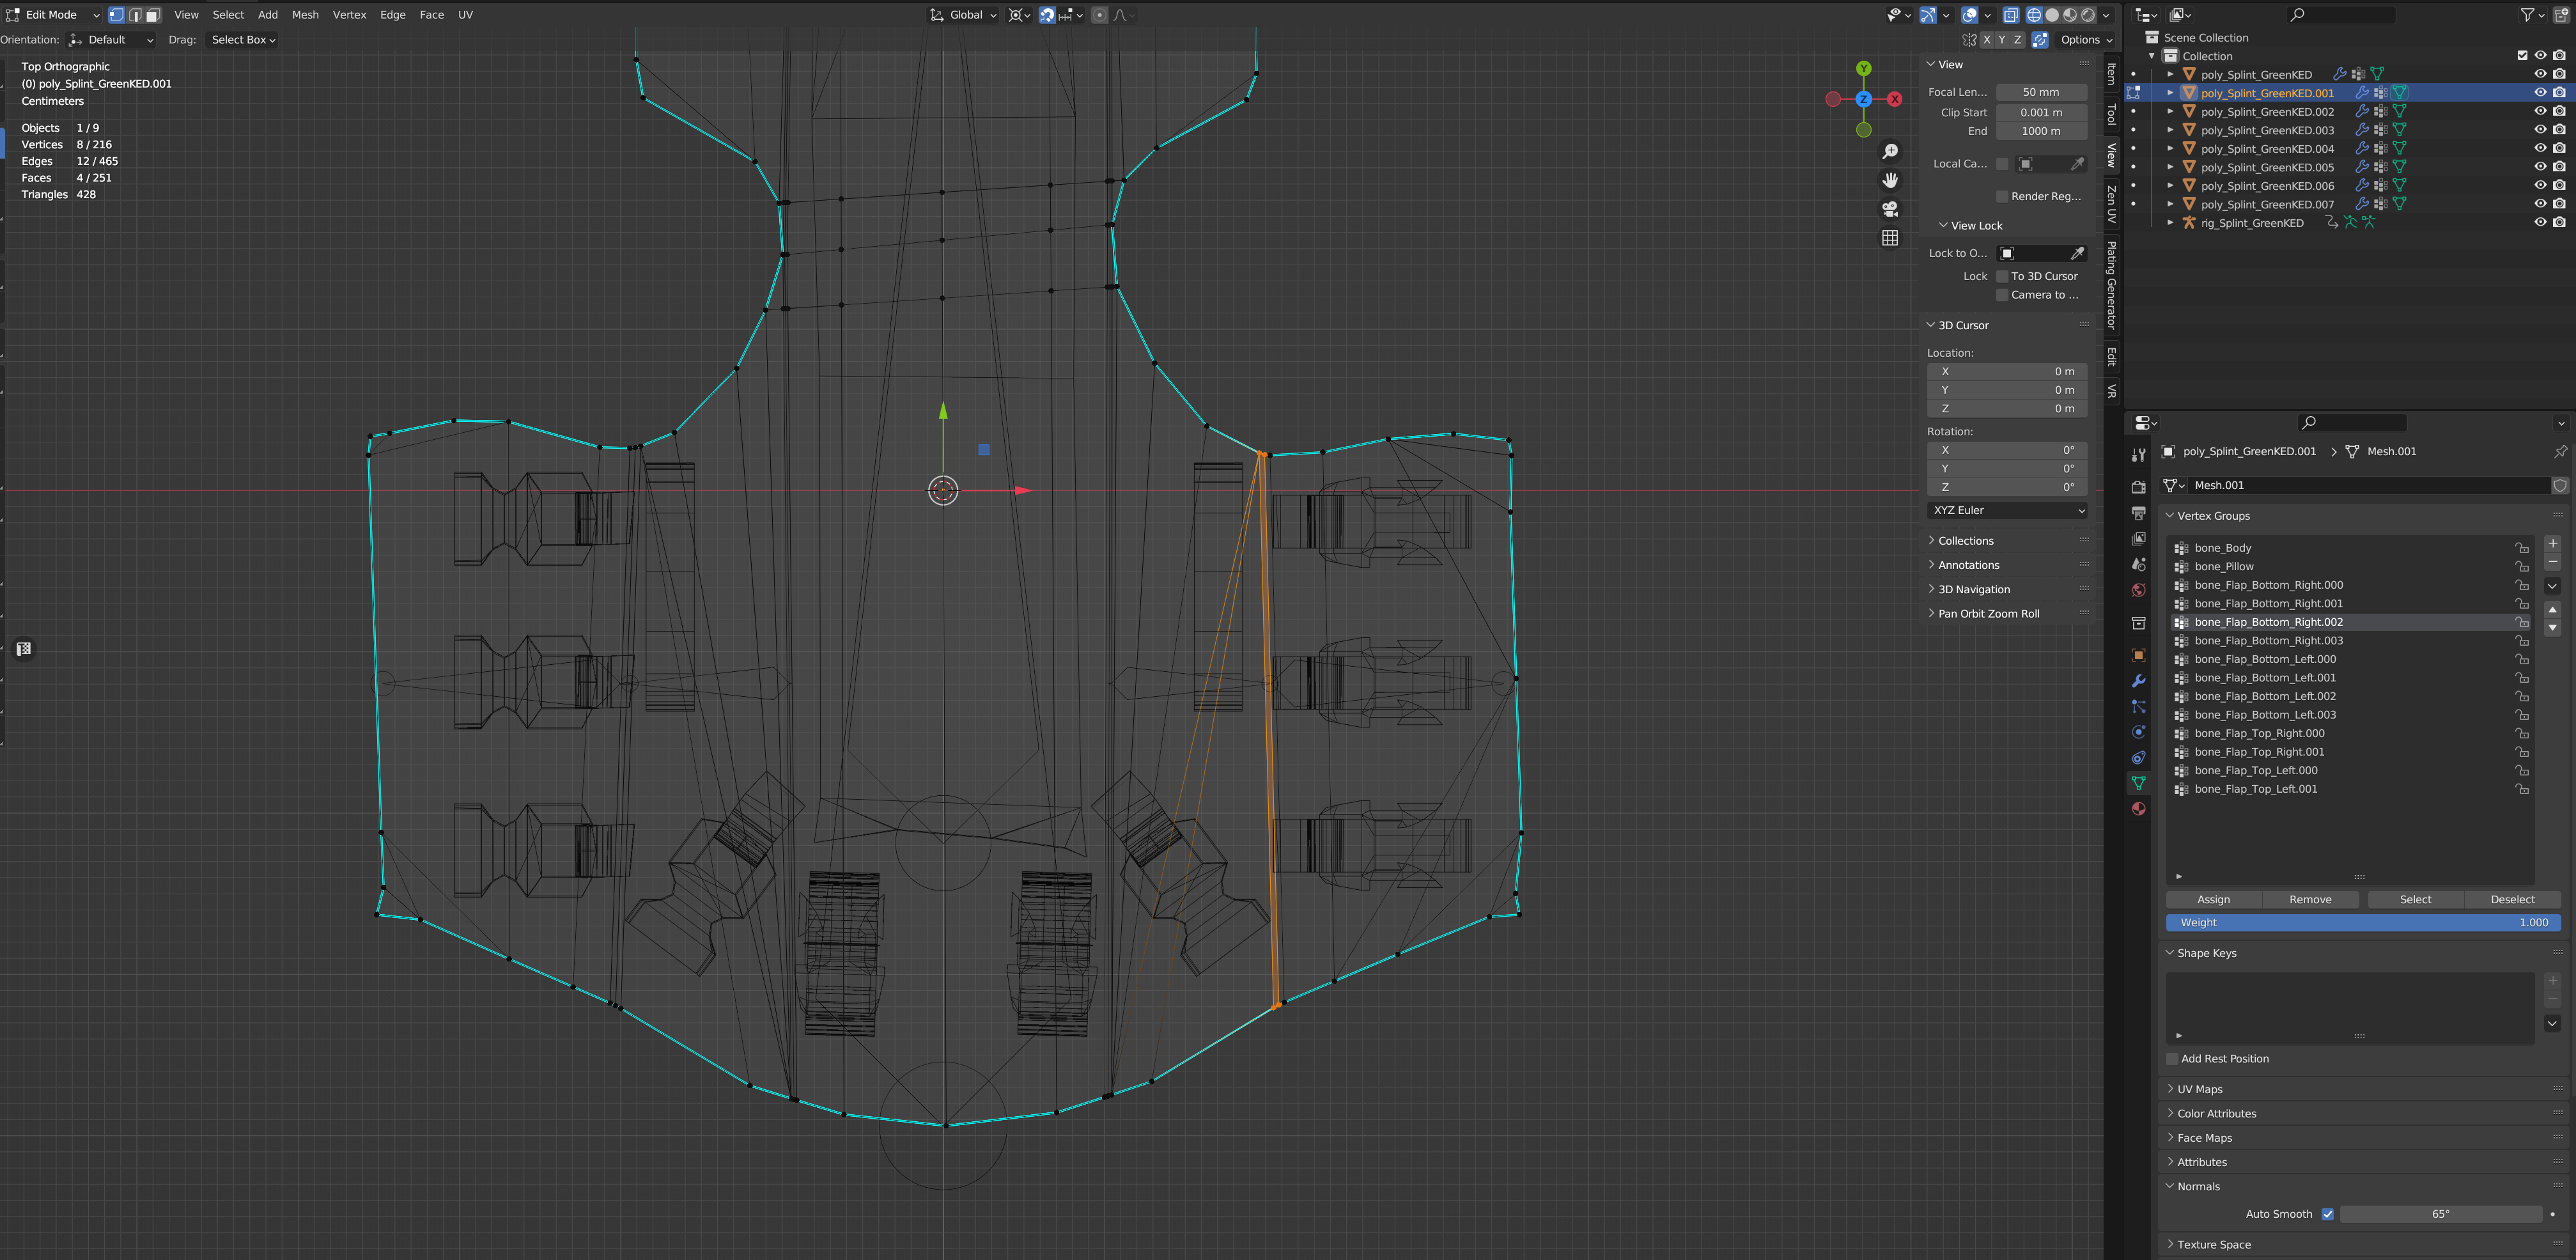 Edit Mode View Select Add Mesh Vertex Edge Face UV Global
Orientation: Default Drag: Select Box X Y Z Options
Top Orthographic
(0) poly_Splint_GreenKED.001
Centimeters
Objects 1 / 9
Vertices 8 / 216
Edges 12 / 465
Faces 4 / 251
Triangles 428
Y
Z
X
View
Focal Len... 50 mm
Clip Start 0.001 m
End 1000 m
Local Ca...
Render Reg...
View Lock
Lock to O...
Lock To 3D Cursor
Camera to ...
3D Cursor
Location:
X 0 m
Y 0 m
Z 0 m
Rotation:
X 0°
Y 0°
Z 0°
XYZ Euler
Collections
Annotations
3D Navigation
Pan Orbit Zoom Roll
Item
Tool
View
Zen UV
Plating Generator
Edit
VR
Scene Collection
Collection
poly_Splint_GreenKED
poly_Splint_GreenKED.001
poly_Splint_GreenKED.002
poly_Splint_GreenKED.003
poly_Splint_GreenKED.004
poly_Splint_GreenKED.005
poly_Splint_GreenKED.006
poly_Splint_GreenKED.007
rig_Splint_GreenKED
poly_Splint_GreenKED.001 Mesh.001
Mesh.001
Vertex Groups
bone_Body
bone_Pillow
bone_Flap_Bottom_Right.000
bone_Flap_Bottom_Right.001
bone_Flap_Bottom_Right.002
bone_Flap_Bottom_Right.003
bone_Flap_Bottom_Left.000
bone_Flap_Bottom_Left.001
bone_Flap_Bottom_Left.002
bone_Flap_Bottom_Left.003
bone_Flap_Top_Right.000
bone_Flap_Top_Right.001
bone_Flap_Top_Left.000
bone_Flap_Top_Left.001
Assign Remove Select Deselect
Weight 1.000
Shape Keys
Add Rest Position
UV Maps
Color Attributes
Face Maps
Attributes
Normals
Auto Smooth 65°
Texture Space